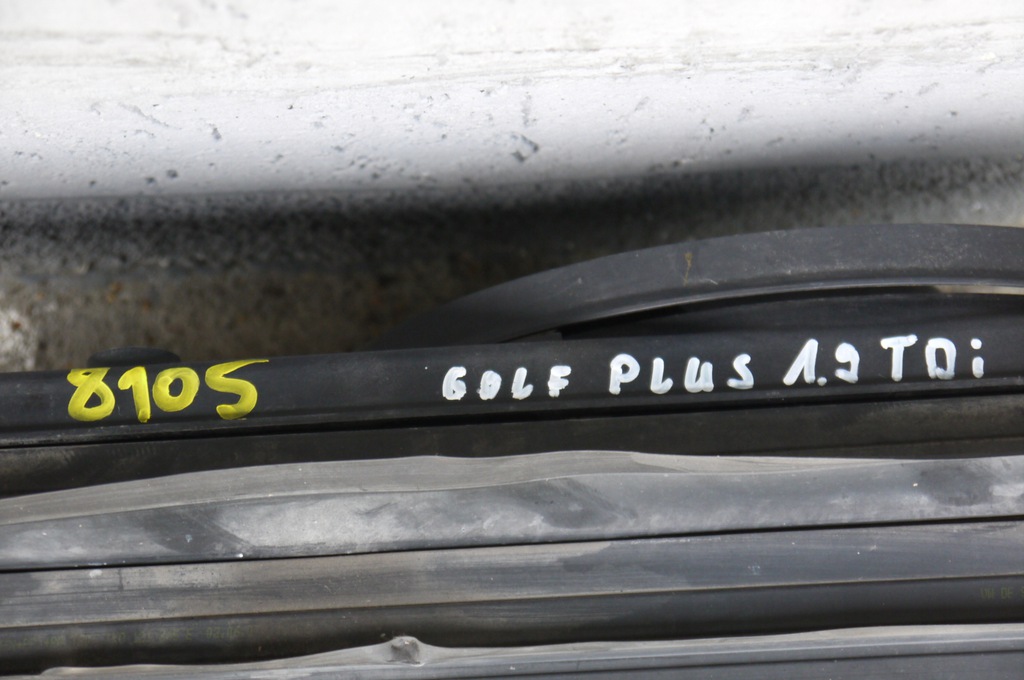 8105 GOLF PLUS 1.9 TDi